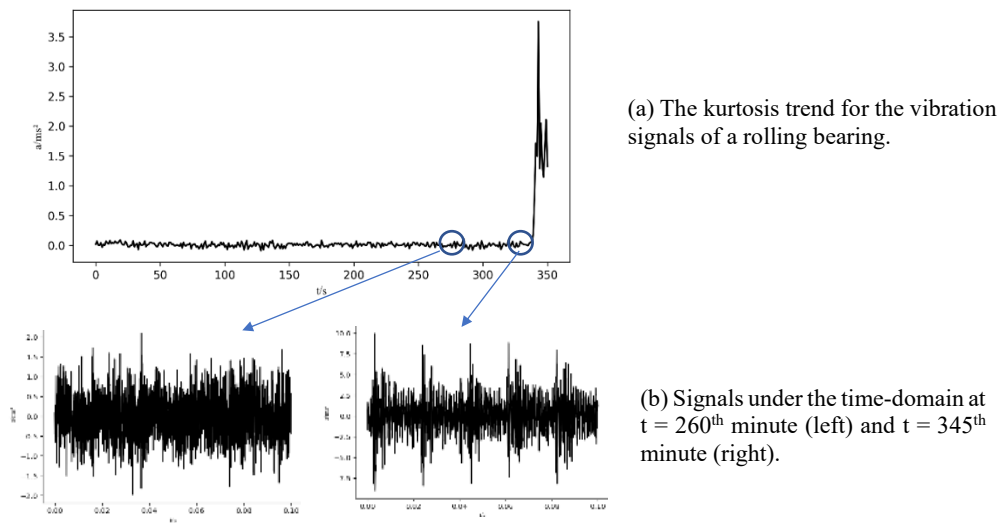 3.5
3.0
2.5
2.0
1.5
1.0
0.5
0.0
a/ms²
0 50 100 150 200 250 300 350
t/s
(a) The kurtosis trend for the vibration
signals of a rolling bearing.
2.0
1.5
1.0
0.5
0.0
−1.0
−2.0
0.00 0.02 0.04 0.06 0.08 0.10
10.0
7.5
5.0
2.5
0.0
−2.5
−5.0
0.00 0.02 0.04 0.06 0.08 0.10
(b) Signals under the time-domain at
t = 260th minute (left) and t = 345th
minute (right).